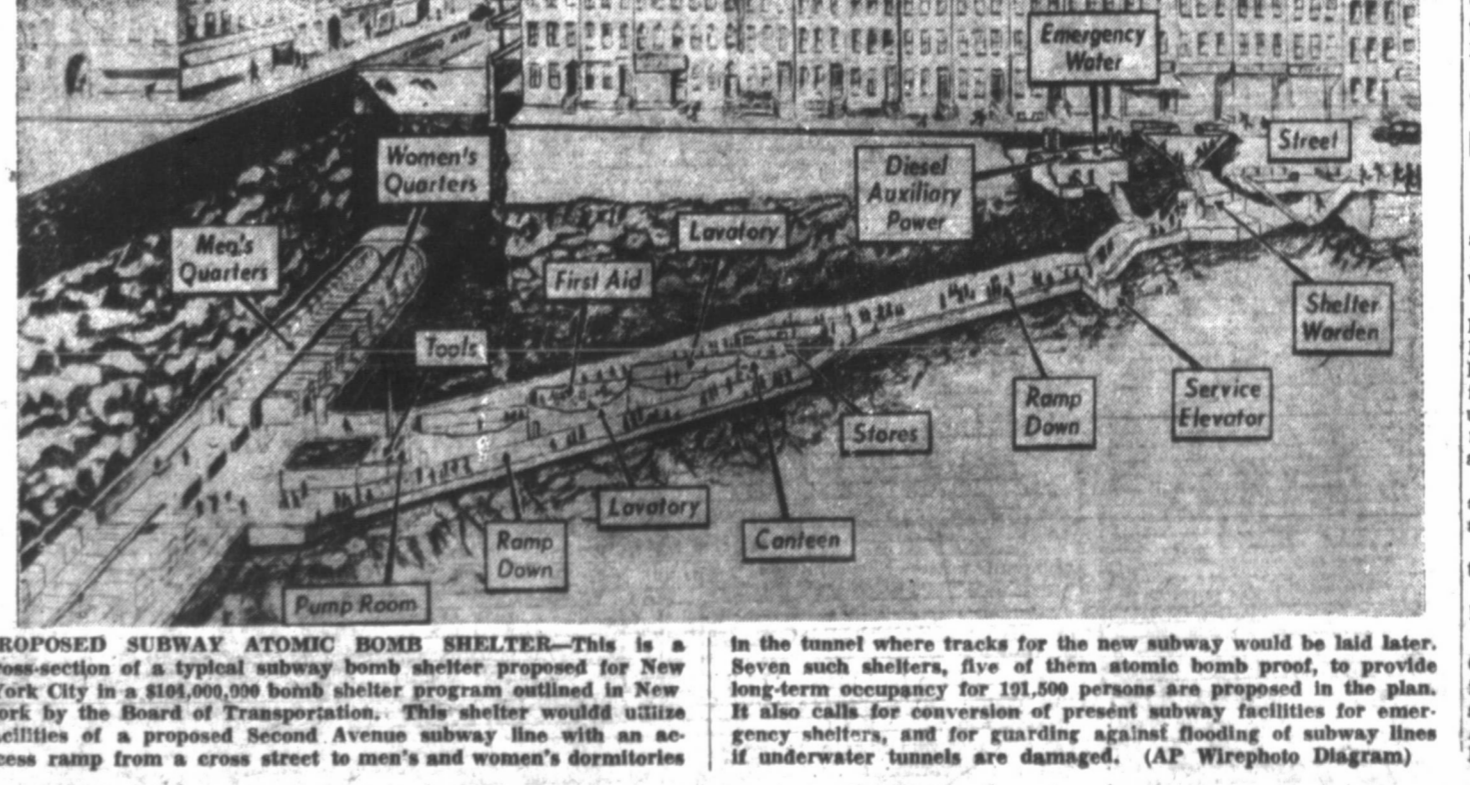 Emergency
Water
Street
Women's
Quarters
Diesel
Auxiliary
Power
Men's
Quarters
Lavatory
First Aid
Shelter
Warden
Tools
Ramp
Down
Service
Elevator
Stores
Lavatory
Canteen
Ramp
Down
Pump Room
ROPOSED SUBWAY ATOMIC BOMB SHELTER—This is a
ross-section of a typical subway bomb shelter proposed for New
York City in a $104,000,000 bomb shelter program outlined in New
ork by the Board of Transportation. This shelter wouldd utilize
acilities of a proposed Second Avenue subway line with an ac-
cess ramp from a cross street to men's and women's dormitories
in the tunnel where tracks for the new subway would be laid later.
Seven such shelters, five of them atomic bomb proof, to provide
long-term occupancy for 101,500 persons are proposed in the plan.
It also calls for conversion of present subway facilities for emer-
gency shelters, and for guarding against flooding of subway lines
if underwater tunnels are damaged. (AP Wirephoto Diagram)